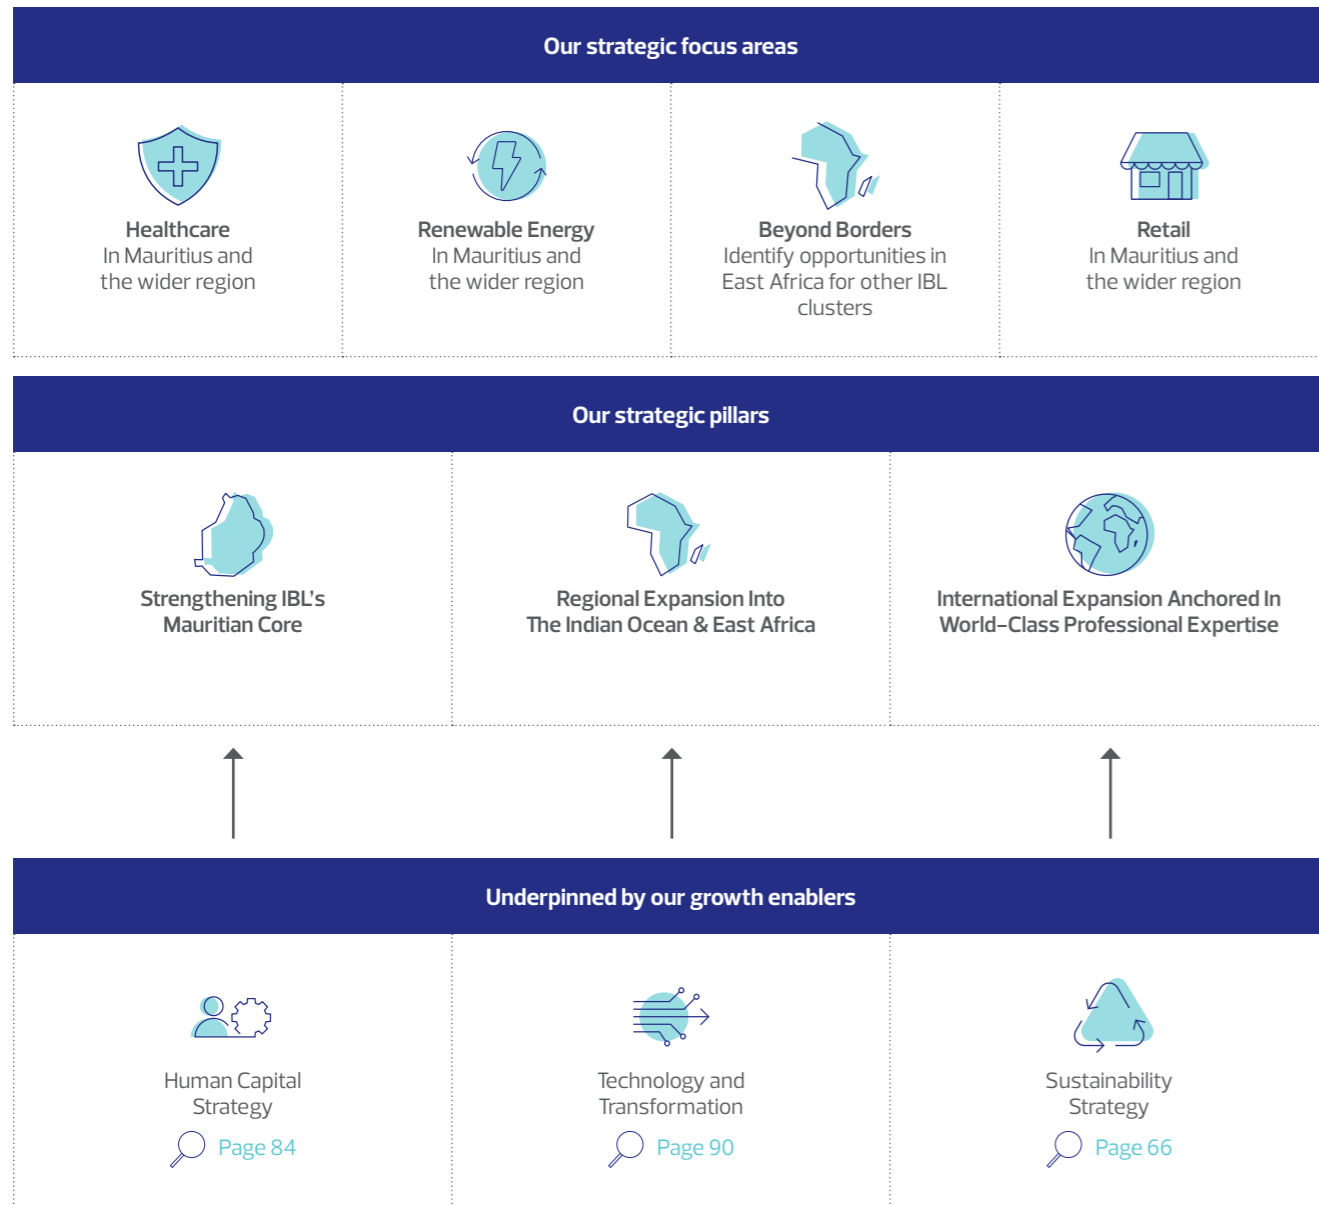 Our strategic focus areas
Healthcare
In Mauritius and
the wider region
Renewable Energy
In Mauritius and
the wider region
Beyond Borders
Identify opportunities in
East Africa for other IBL
clusters
Retail
In Mauritius and
the wider region
Our strategic pillars
Strengthening IBL's
Mauritian Core
Regional Expansion Into
The Indian Ocean & East Africa
International Expansion Anchored In
World-Class Professional Expertise
Underpinned by our growth enablers
Human Capital
Strategy
Page 84
Technology and
Transformation
Page 90
Sustainability
Strategy
Page 66